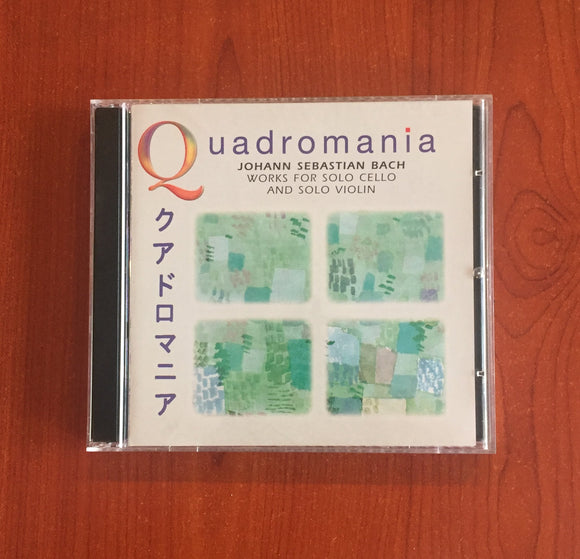 Quadromania
JOHANN SEBASTIAN BACH
WORKS FOR SOLO CELLO
AND SOLO VIOLIN
クアドロマニア